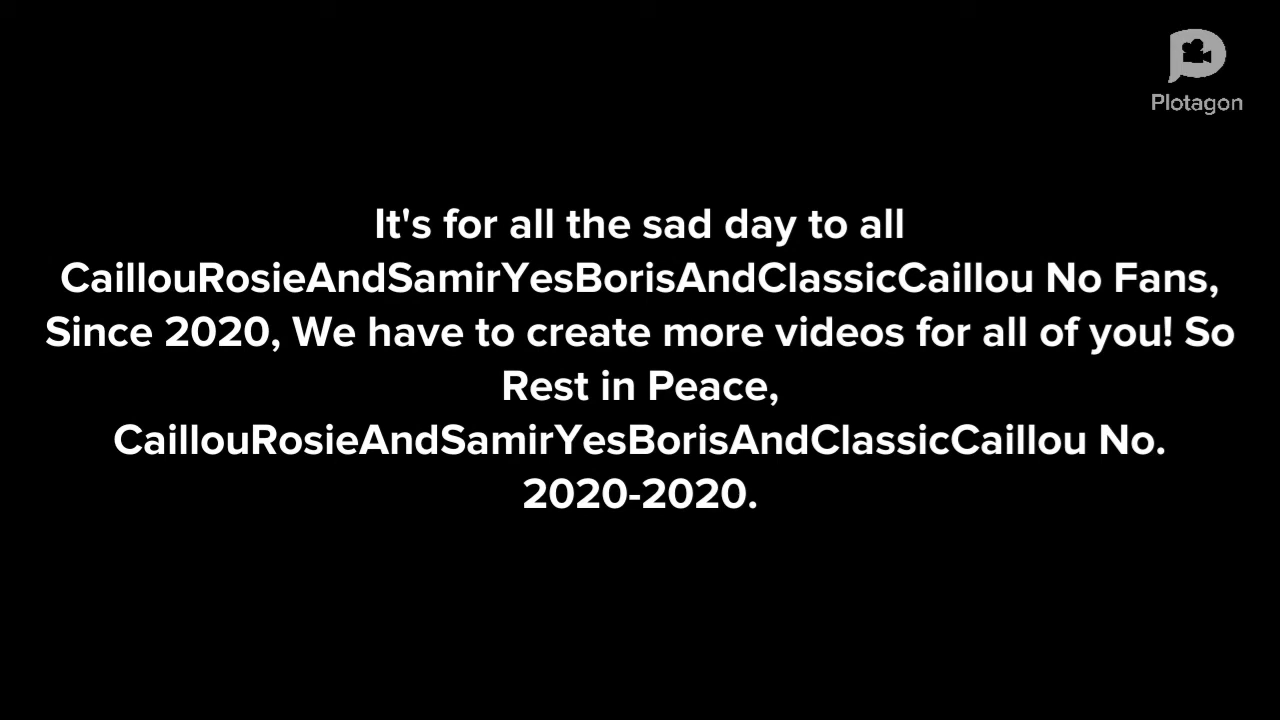 Plotagon
It's for all the sad day to all
CaillouRosieAndSamirYesBorisAndClassicCaillou No Fans,
Since 2020, We have to create more videos for all of you! So
Rest in Peace,
CaillouRosieAndSamirYesBorisAndClassicCaillou No.
2020-2020.